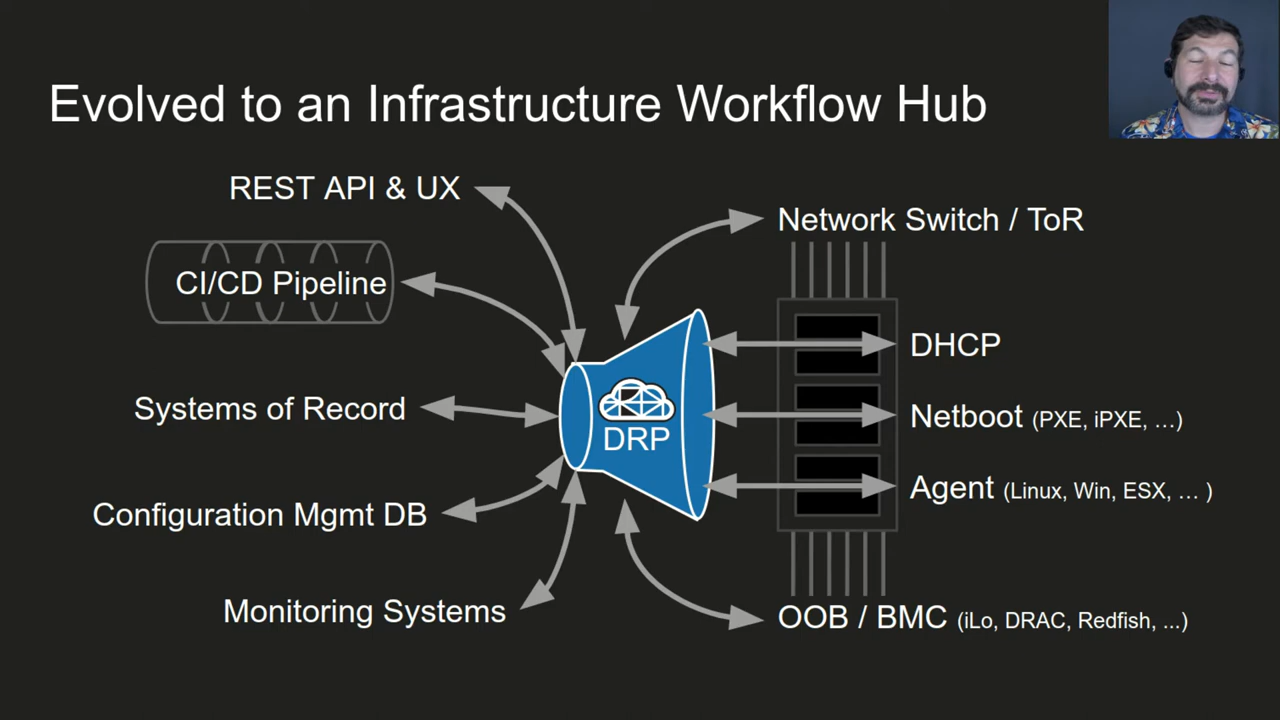 Evolved to an Infrastructure Workflow Hub
REST API & UX
CI/CD Pipeline
Systems of Record
Configuration Mgmt DB
Monitoring Systems
DRP
Network Switch / ToR
DHCP
Netboot (PXE, iPXE, …)
Agent (Linux, Win, ESX, … )
OOB / BMC (iLo, DRAC, Redfish, ...)